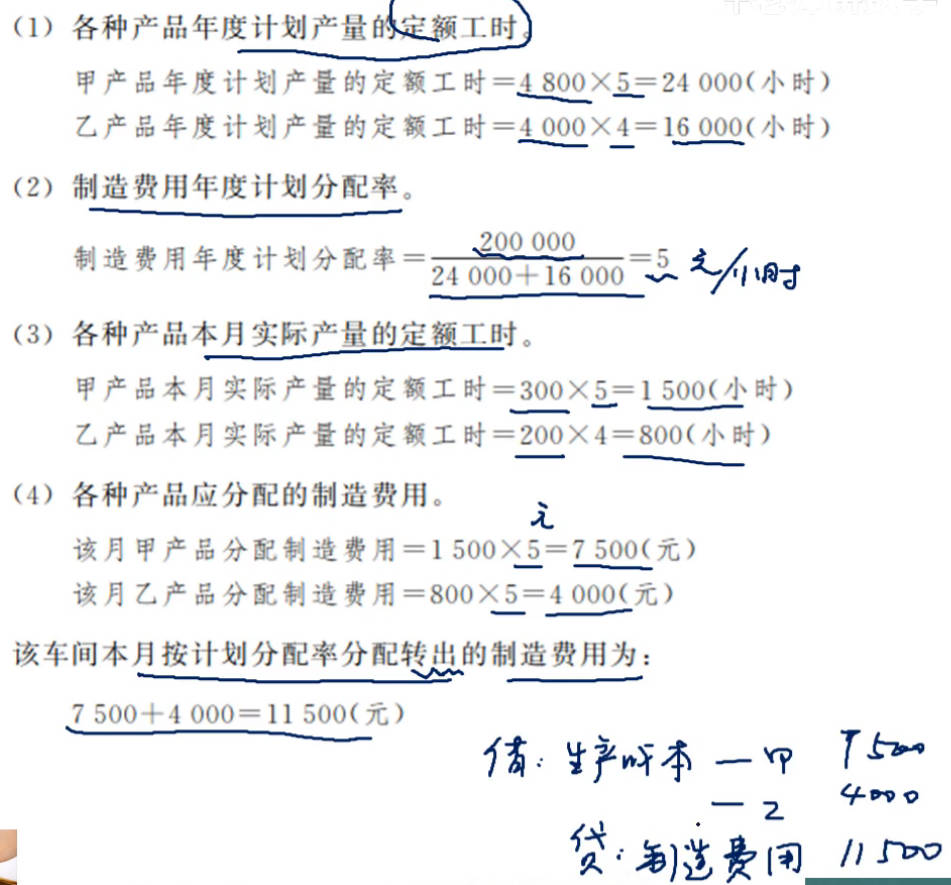 (1) 各种产品年度计划产量的定额工时。
甲产品年度计划产量的定额工时=4 800×5=24 000(小时)
乙产品年度计划产量的定额工时=4 000×4=16 000(小时)
(2) 制造费用年度计划分配率。
制造费用年度计划分配率=200 000/24 000+16 000=5 元/小时
(3) 各种产品本月实际产量的定额工时。
甲产品本月实际产量的定额工时=300×5=1 500(小时)
乙产品本月实际产量的定额工时=200×4=800(小时)
(4) 各种产品应分配的制造费用。
元
该月甲产品分配制造费用=1 500×5=7 500(元)
该月乙产品分配制造费用=800×5=4 000(元)
该车间本月按计划分配率分配转出的制造费用为:
7 500+4 000=11 500(元)
借:生产成本—甲 7500
—乙 4000
贷:制造费用 11500